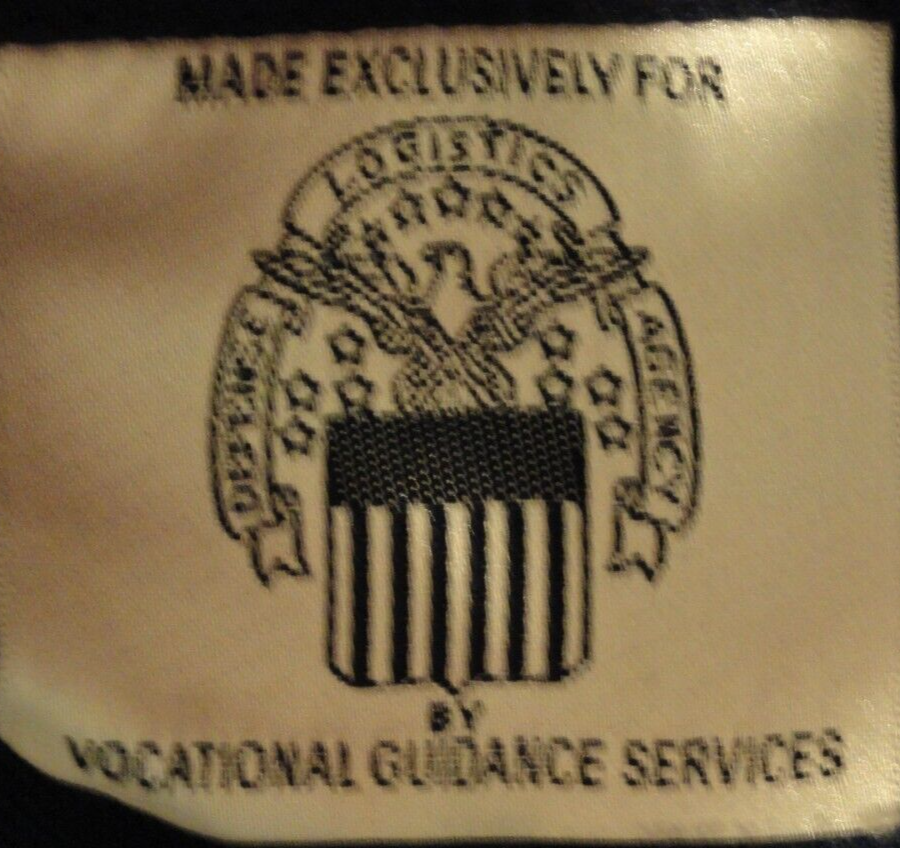 MADE EXCLUSIVELY FOR
DEFENSE LOGISTICS AGENCY
BY
VOCATIONAL GUIDANCE SERVICES